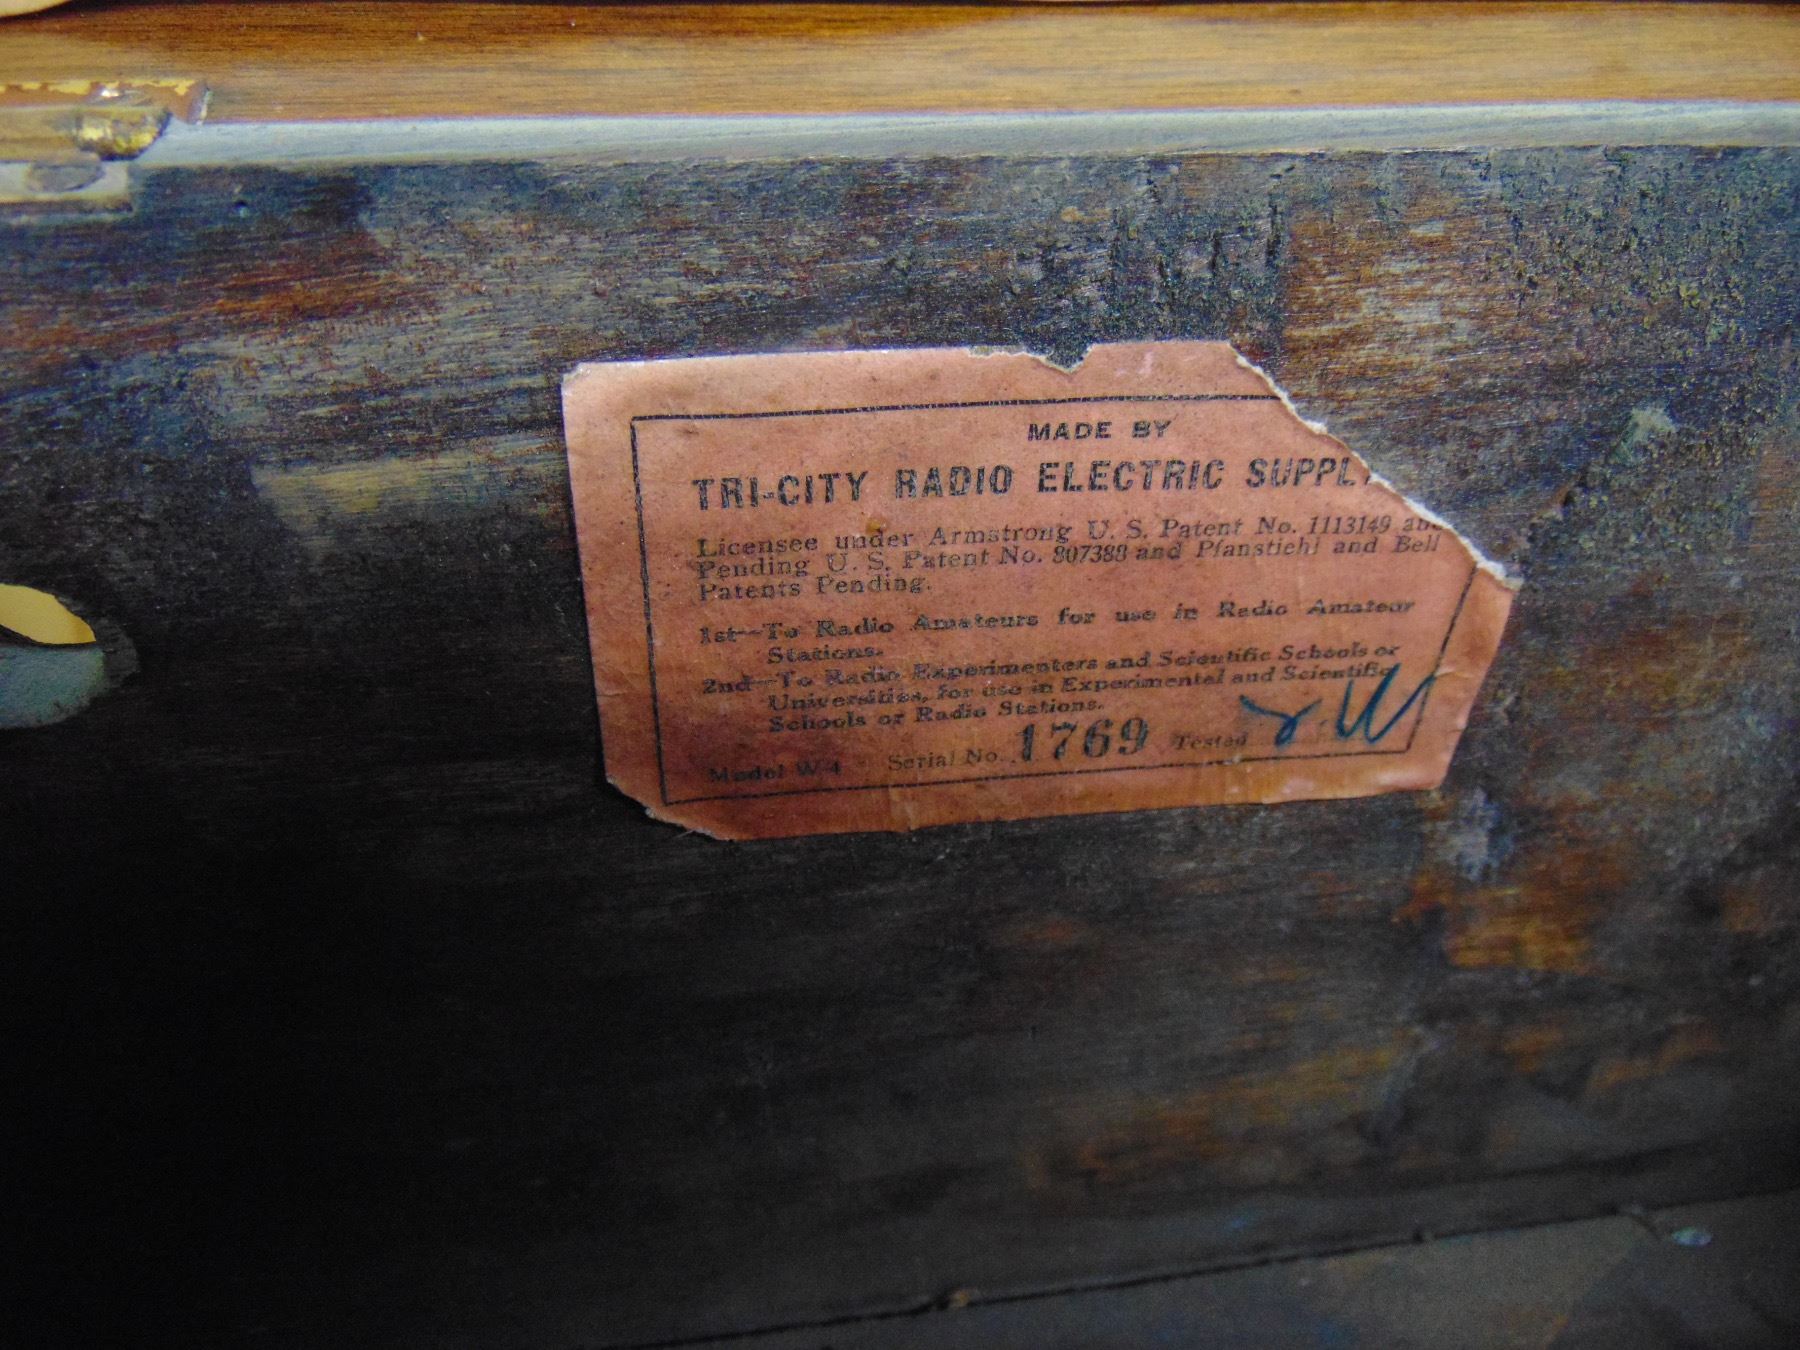 MADE BY
TRI-CITY RADIO ELECTRIC SUPPLY
Licensee under Armstrong U. S. Patent No. 1113149 and
Pending U. S. Patent No. 807388 and Pfanstiehl and Bell
Patents Pending.
1st—To Radio Amateurs for use in Radio Amateur
Stations.
2nd—To Radio Experimenters and Scientific Schools or
Universities, for use in Experimental and Scientific
Schools or Radio Stations.
Model W-4 Serial No. 1769 Tested